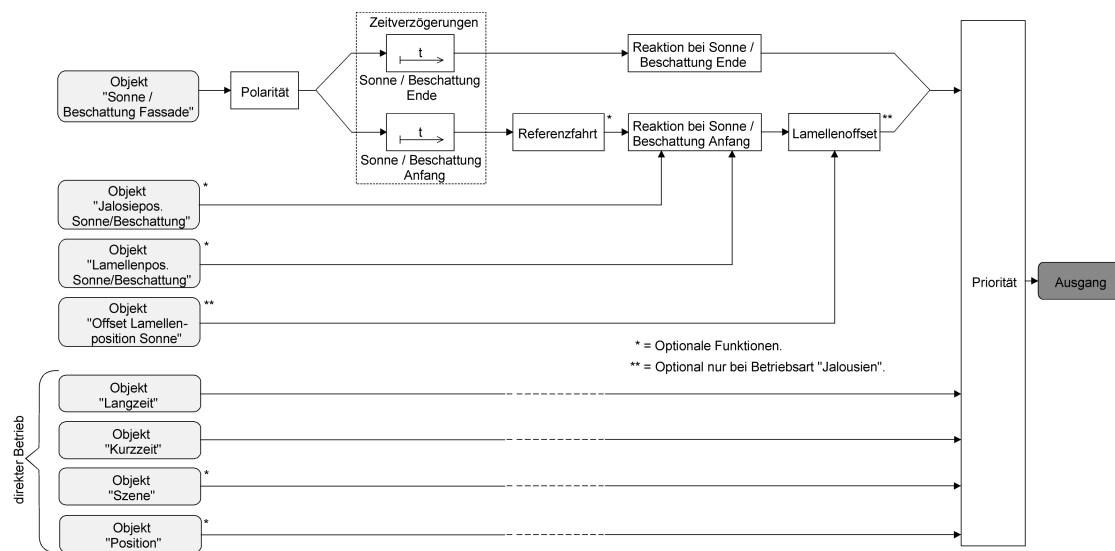 Zeitverzögerungen
t
Sonne / Beschattung
Ende
Reaktion bei Sonne /
Beschattung Ende
Objekt
"Sonne /
Beschattung Fassade"
Polarität
t
Sonne / Beschattung
Anfang
Referenzfahrt
*
Reaktion bei Sonne /
Beschattung Anfang
Lamellenoffset
**
Objekt
"Jalosiepos.
Sonne/Beschattung"
*
Objekt
"Lamellenpos.
Sonne/Beschattung"
*
Objekt
"Offset Lamellen-
position Sonne"
**
Priorität
Ausgang
* = Optionale Funktionen.
** = Optional nur bei Betriebsart "Jalousien".
direkter Betrieb
Objekt
"Langzeit"
Objekt
"Kurzzeit"
Objekt
"Szene"
*
Objekt
"Position"
*